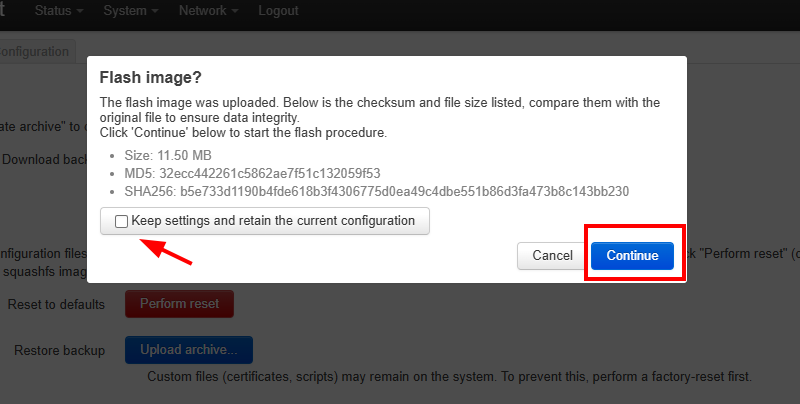 t Status System Network Logout
onfiguration
Flash image?
The flash image was uploaded. Below is the checksum and file size listed, compare them with the
original file to ensure data integrity.
Click 'Continue' below to start the flash procedure.
ate archive" to
Download back
Size: 11.50 MB
MD5: 32ecc442261c5862ae7f51c132059f53
SHA256: b5e733d1190b4fde618b3f4306775d0ea49c4dbe551b86d3fa473b8c143bb230
Keep settings and retain the current configuration
onfiguration files
k "Perform reset" (
squashfs imag
Cancel Continue
Reset to defaults Perform reset
Restore backup Upload archive...
Custom files (certificates, scripts) may remain on the system. To prevent this, perform a factory-reset first.